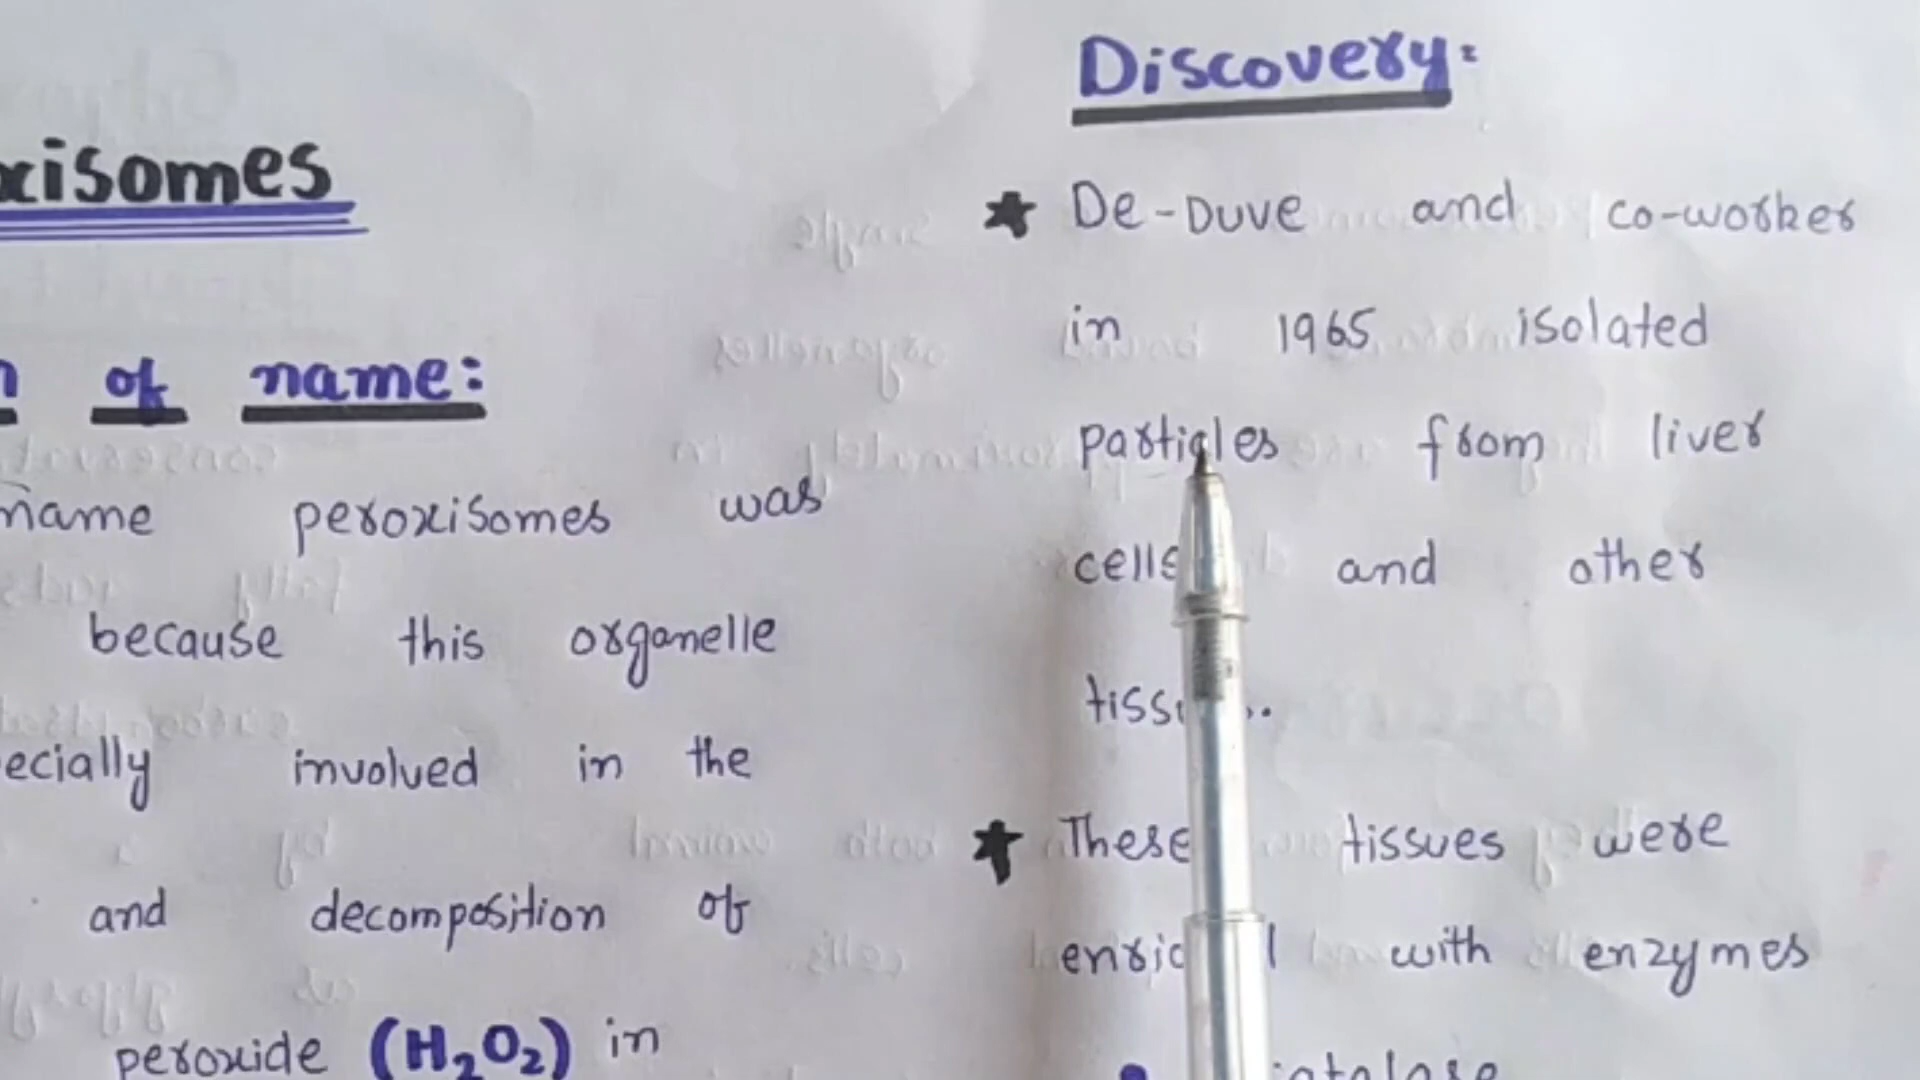 xisomes
of name:
name peroxisomes was
because this organelle
ecially involved in the
and decomposition of
peroxide (H₂O₂) in
Discovery:
★ De-Duve and co-worker
in 1965 isolated
particles from liver
cells and other
★ These tissues were
with enzymes